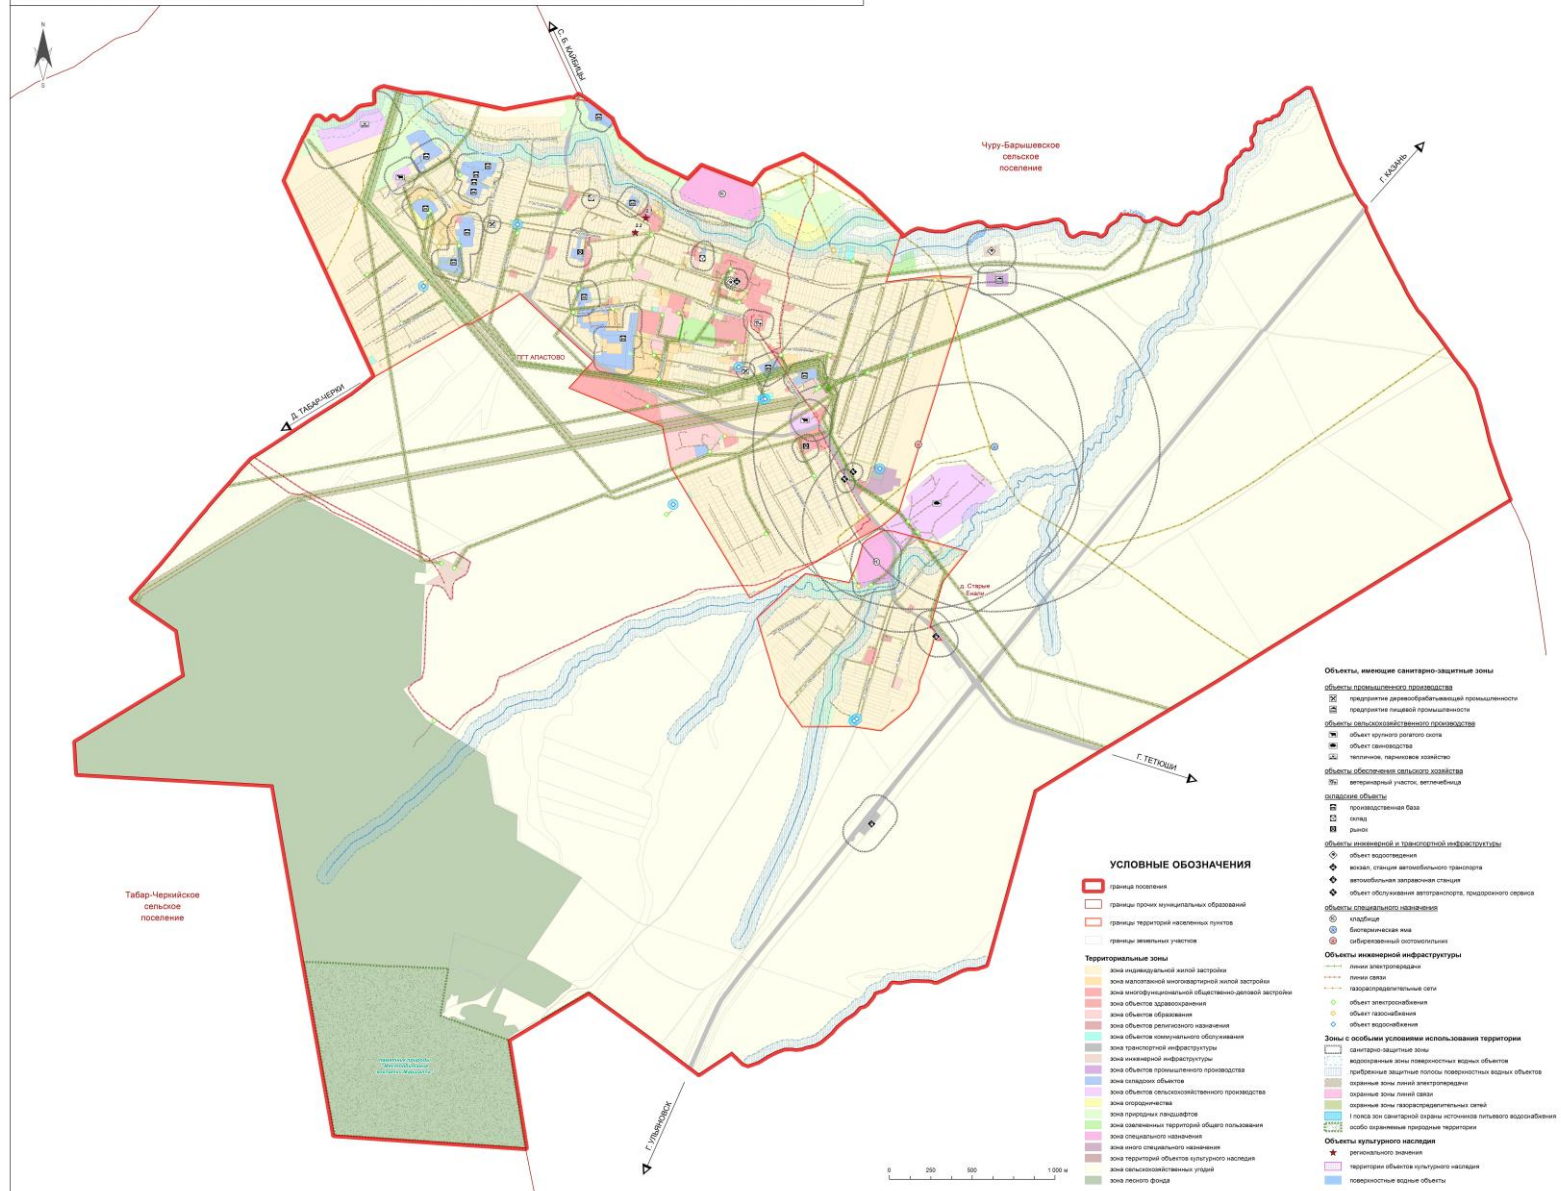 N
S
С. Б. КАЙБИЦЫ
Чуру-Барышевское
сельское
поселение
Г. КАЗАНЬ
2.2
ПГТ АПАСТОВО
Д. ТАБАР-ЧЕРКИ
д. Старые
Енали
Г. ТЕТЮШИ
Табар-Черкийское
сельское
поселение
Г. УЛЬЯНОВСК
УСЛОВНЫЕ ОБОЗНАЧЕНИЯ
граница поселения
границы прочих муниципальных образований
границы территорий населенных пунктов
границы земельных участков
Территориальные зоны
зона индивидуальной жилой застройки
зона малоэтажной многоквартирной жилой застройки
зона многофункциональной общественно-деловой застройки
зона объектов здравоохранения
зона объектов образования
зона объектов религиозного назначения
зона объектов коммунального обслуживания
зона транспортной инфраструктуры
зона инженерной инфраструктуры
зона объектов промышленного производства
зона складских объектов
зона объектов сельскохозяйственного производства
зона огородничества
зона природных ландшафтов
зона озелененных территорий общего пользования
зона специального назначения
зона иного специального назначения
зона территорий объектов культурного наследия
зона сельскохозяйственных угодий
зона лесного фонда
0 250 500 1 000 м
Объекты, имеющие санитарно-защитные зоны
объекты промышленного производства
предприятие деревообрабатывающей промышленности
предприятие пищевой промышленности
объекты сельскохозяйственного производства
объект крупного рогатого скота
объект свиноводства
тепличное, парниковое хозяйство
объекты обеспечения сельского хозяйства
ветеринарный участок, ветлечебница
складские объекты
производственная база
склад
рынок
объекты инженерной и транспортной инфраструктуры
объект водоотведения
вокзал, станция автомобильного транспорта
автомобильная заправочная станция
объект обслуживания автотранспорта, придорожного сервиса
объекты специального назначения
кладбище
биотермическая яма
сибиреязвенный скотомогильник
Объекты инженерной инфраструктуры
линии электропередачи
линии связи
газораспределительные сети
объект электроснабжения
объект газоснабжения
объект водоснабжения
Зоны с особыми условиями использования территории
санитарно-защитные зоны
водоохранные зоны поверхностных водных объектов
прибрежные защитные полосы поверхностных водных объектов
охранные зоны линий электропередачи
охранные зоны линий связи
охранные зоны газораспределительных сетей
I пояса зон санитарной охраны источников питьевого водоснабжения
особо охраняемые природные территории
Объекты культурного наследия
регионального значения
территории объектов культурного наследия
поверхностные водные объекты